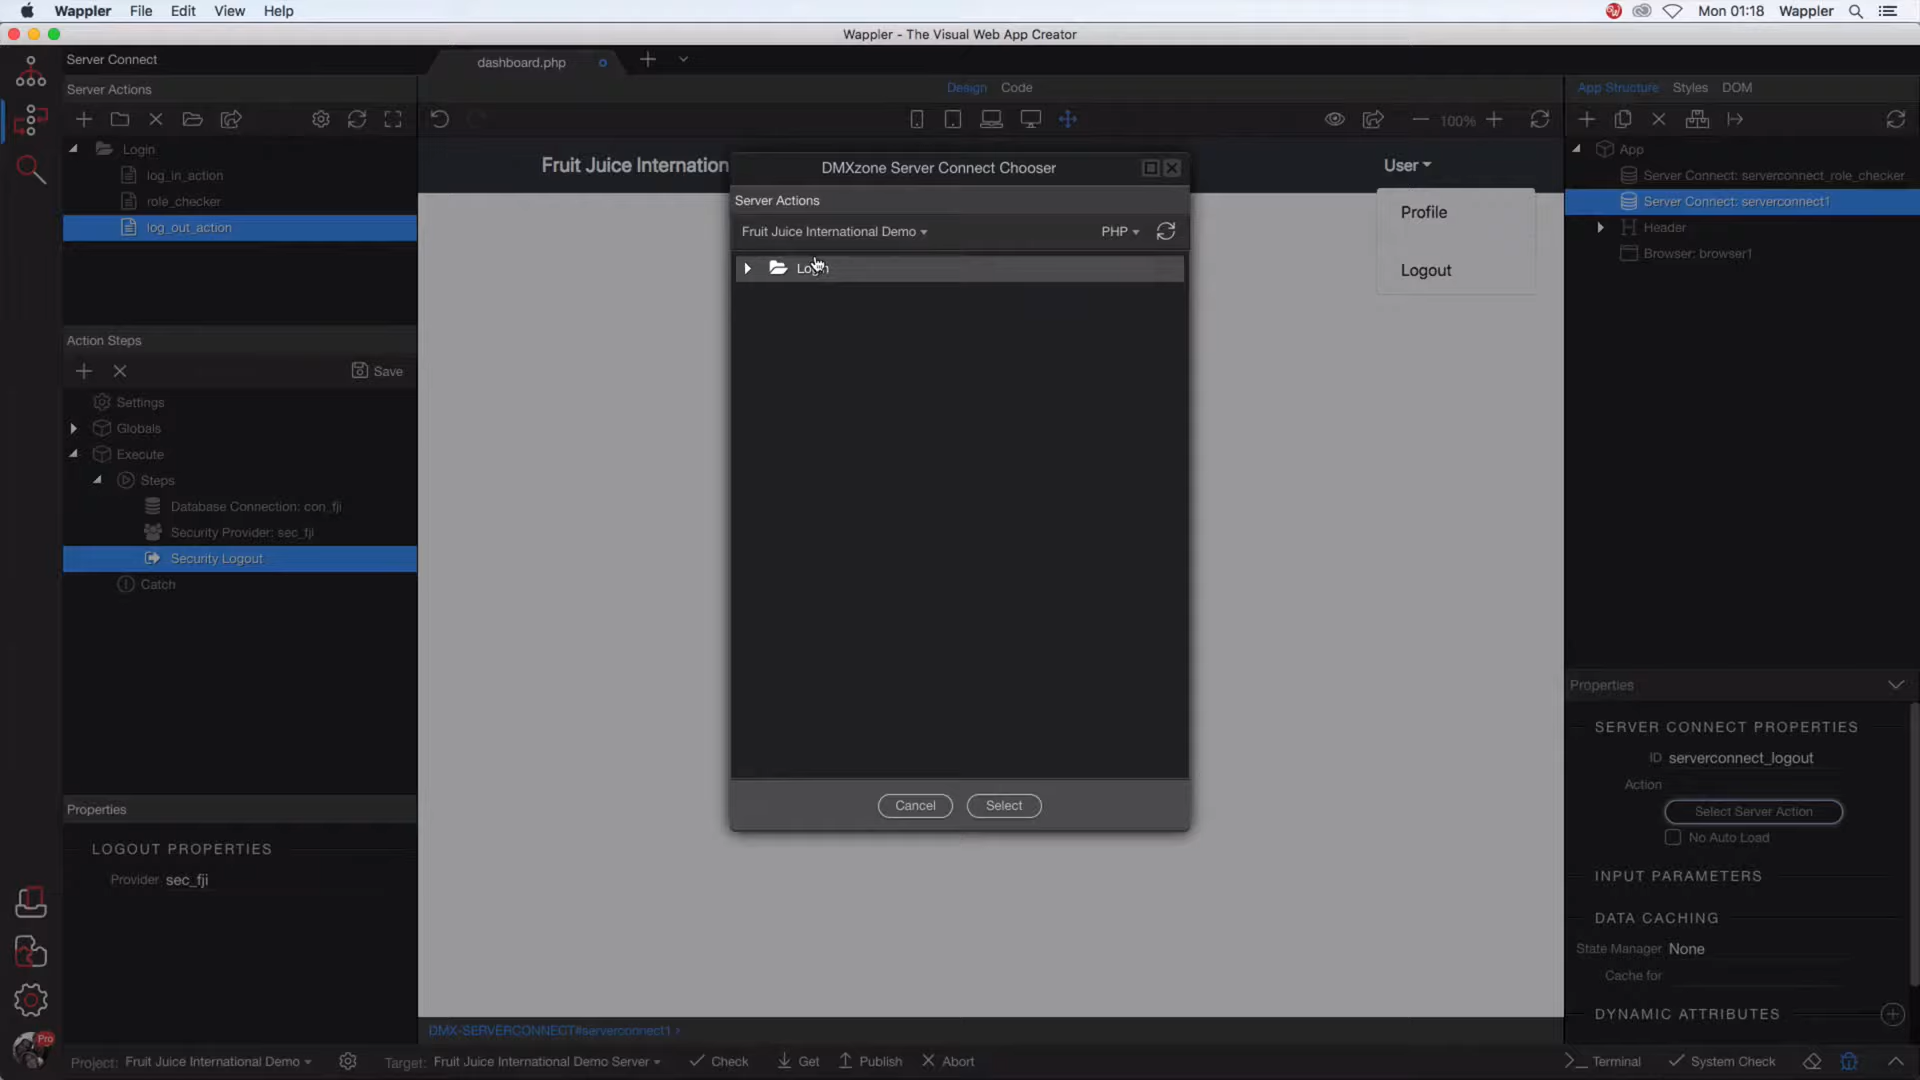 Wappler File Edit View Help
Mon 01:18 Wappler
Wappler - The Visual Web App Creator
Server Connect
dashboard.php
Server Actions
Design Code
App Structure Styles DOM
100%
Login
log_in_action
role_checker
log_out_action
Fruit Juice Internation
User
Profile
Logout
DMXzone Server Connect Chooser
Server Actions
Fruit Juice International Demo
PHP
Login
Cancel
Select
App
Server Connect: serverconnect_role_checker
Server Connect: serverconnect1
Header
Browser: browser1
Action Steps
Save
Settings
Globals
Execute
Steps
Database Connection: con_fji
Security Provider: sec_fji
Security Logout
Catch
Properties
LOGOUT PROPERTIES
Provider sec_fji
Properties
SERVER CONNECT PROPERTIES
ID serverconnect_logout
Action
Select Server Action
No Auto Load
INPUT PARAMETERS
DATA CACHING
State Manager None
Cache for
DYNAMIC ATTRIBUTES
DMX-SERVERCONNECT#serverconnect1 ›
Pro
Project: Fruit Juice International Demo
Target: Fruit Juice International Demo Server
Check Get Publish Abort
Terminal System Check